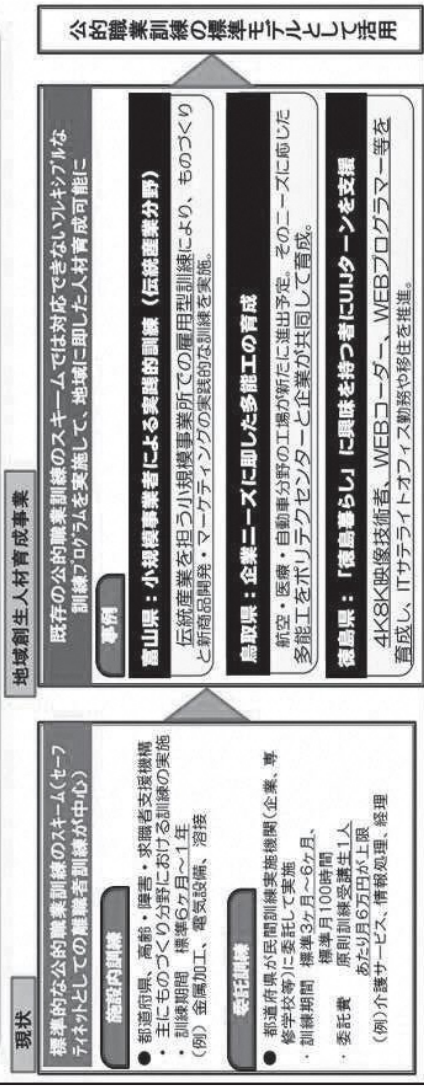 現状
標準的な公的職業訓練のスキーム（セーフ
ティネットとしての離職者訓練が中心）
施設内訓練
● 都道府県、高齢・障害・求職者支援機構
・主にものづくり分野における訓練の実施
・訓練期間　標準6ヶ月～1年
（例）金属加工、電気設備、溶接
委託訓練
● 都道府県が民間訓練実施機関（企業、専
修学校等）に委託して実施
・訓練期間　標準3ヶ月～6ヶ月、
標準月100時間
・委託費　原則訓練受講生1人
あたり月6万円が上限
（例）介護サービス、情報処理、経理
地域創生人材育成事業
既存の公的職業訓練のスキームでは対応できないフレキシブルな
訓練プログラムを実施して、地域に即した人材育成可能に
事例
富山県：小規模事業者による実践的訓練（伝統産業分野）
伝統産業を担う小規模事業所での雇用型訓練により、ものづくり
と新商品開発・マーケティングの実践的な訓練を実施。
鳥取県：企業ニーズに即した多能工の育成
航空・医療・自動車分野の工場が新たに進出予定。そのニーズに応じた
多能工をポリテクセンターと企業が共同して育成。
徳島県：「徳島暮らし」に興味を持つ者にUIJターンを支援
4K8K映像技術者、WEBコーダー、WEBプログラマー等を
育成し、ITサテライトオフィス勤務や移住を推進。
公的職業訓練の標準モデルとして活用